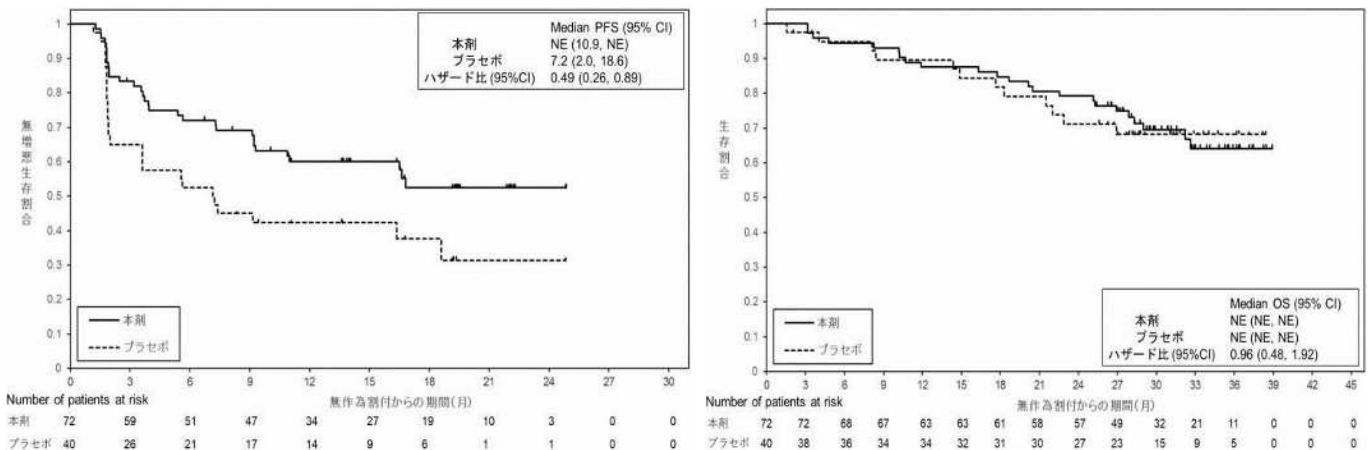 Median PFS (95% CI)
本剤 NE (10.9, NE)
プラセボ 7.2 (2.0, 18.6)
ハザード比 (95%CI) 0.49 (0.26, 0.89)
無増悪生存割合
1
0.9
0.8
0.7
0.6
0.5
0.4
0.3
0.2
0.1
0
本剤
プラセボ
0 3 6 9 12 15 18 21 24 27 30
Number of patients at risk
無作為割付からの期間(月)
本剤 72 59 51 47 34 27 19 10 3 0 0
プラセボ 40 26 21 17 14 9 6 1 1 0 0
生存割合
1
0.9
0.8
0.7
0.6
0.5
0.4
0.3
0.2
0.1
0
Median OS (95% CI)
本剤 NE (NE, NE)
プラセボ NE (NE, NE)
ハザード比 (95%CI) 0.96 (0.48, 1.92)
本剤
プラセボ
0 3 6 9 12 15 18 21 24 27 30 33 36 39 42 45
Number of patients at risk
無作為割付からの期間(月)
本剤 72 72 68 67 63 63 61 58 57 49 32 21 11 0 0 0
プラセボ 40 38 36 34 34 32 31 30 27 23 15 9 5 0 0 0